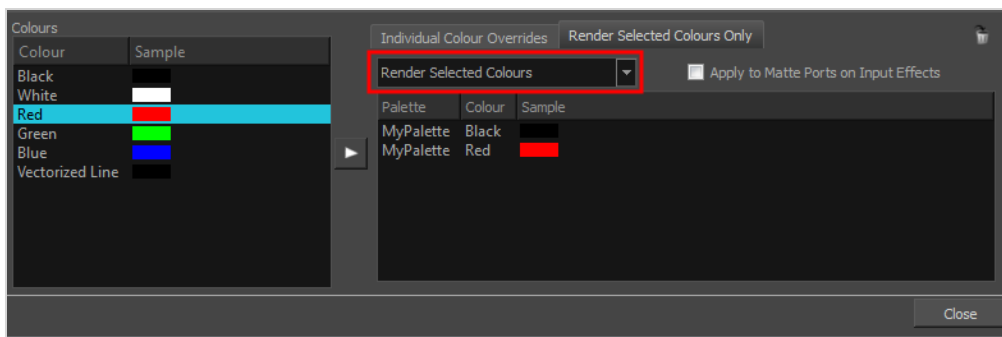 Colours
Colour Sample
Black
White
Red
Green
Blue
Vectorized Line
Individual Colour Overrides Render Selected Colours Only
Render Selected Colours Apply to Matte Ports on Input Effects
Palette Colour Sample
MyPalette Black
MyPalette Red
Close